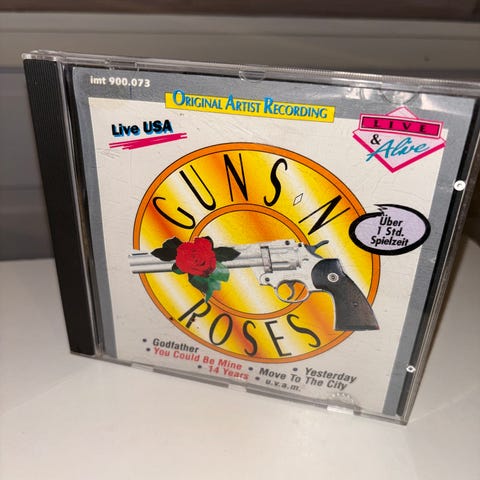 imt 900.073
ORIGINAL ARTIST RECORDING
Live USA
LIVE
& Alive
GUNS N
ROSES
Über
1 Std.
Spielzeit
• Godfather • Yesterday
• You Could Be Mine • Move To The City
• 14 Years • u.v.a.m.